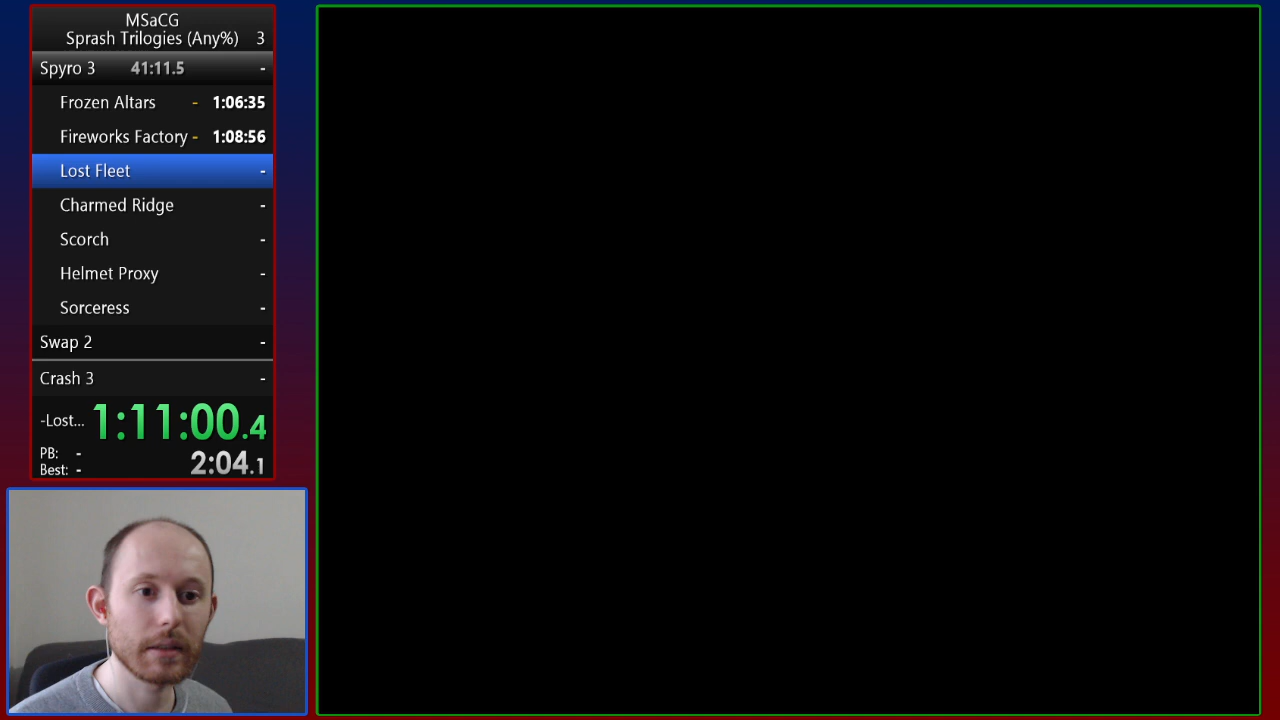 MSaCG
Sprash Trilogies (Any%) 3
Spyro 3 41:11.5 -
Frozen Altars - 1:06:35
Fireworks Factory - 1:08:56
Lost Fleet -
Charmed Ridge -
Scorch -
Helmet Proxy -
Sorceress -
Swap 2 -
Crash 3 -
-Lost... 1:11:00.4
PB: -
Best: - 2:04.1